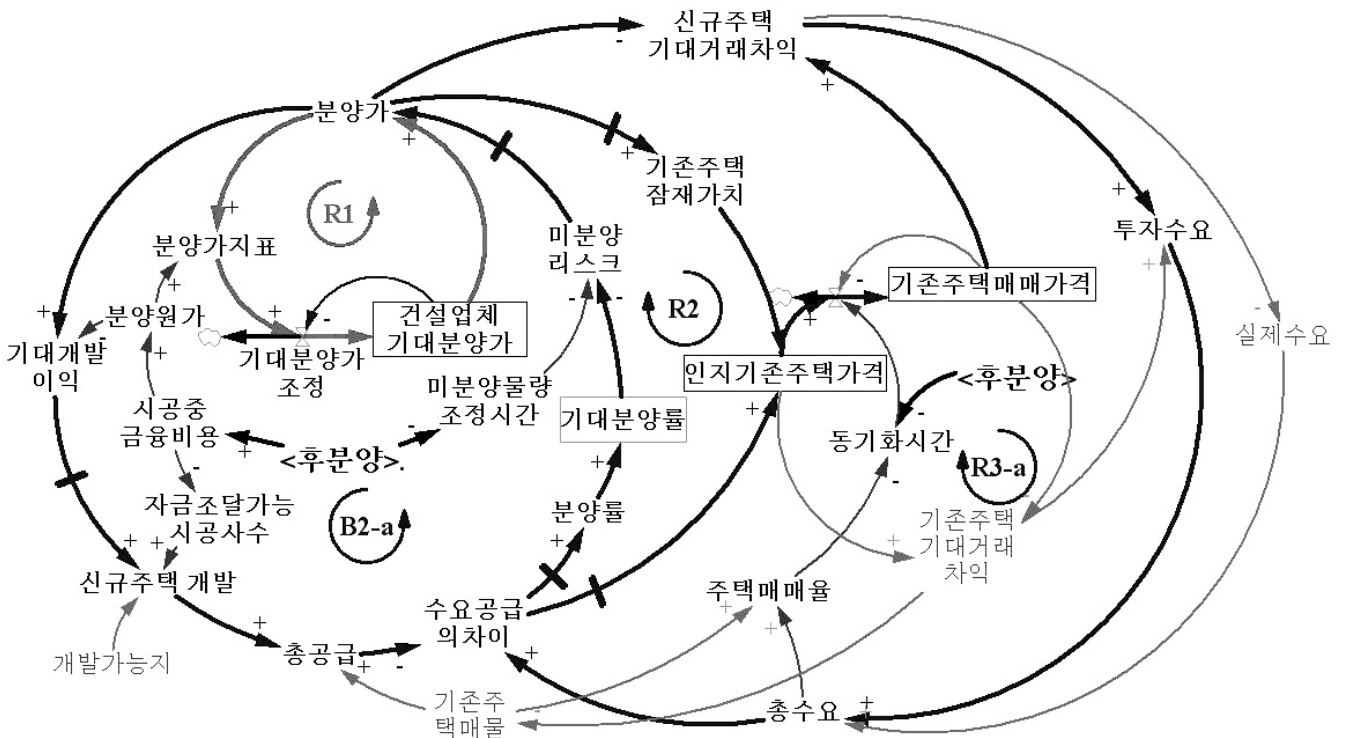 신규주택
기대거래차익
-
+
분양가
+
+
기존주택
잠재가치
R1
+
+
분양가지표
미분양
리스크
투자수요
+
-
기존주택매매가격
+
R2
- -
분양원가
+
-
건설업체
기대분양가
+
-
실제수요
+
-
기대개발
이익
+
기대분양가
조정
인지기존주택가격
<후분양>
미분양물량
조정시간
기대분양률
+
-
시공중
금융비용
+
<후분양>.
-
동기화시간
-
R3-a
+
-
자금조달가능
시공사수
B2-a
분양률
-
기존주택
기대거래
차익
+
+
+
+
신규주택 개발
주택매매율
+
+
수요공급
의차이
+
총공급
+
-
+
개발가능지
기존주
택매물
-
-
총수요
+
+